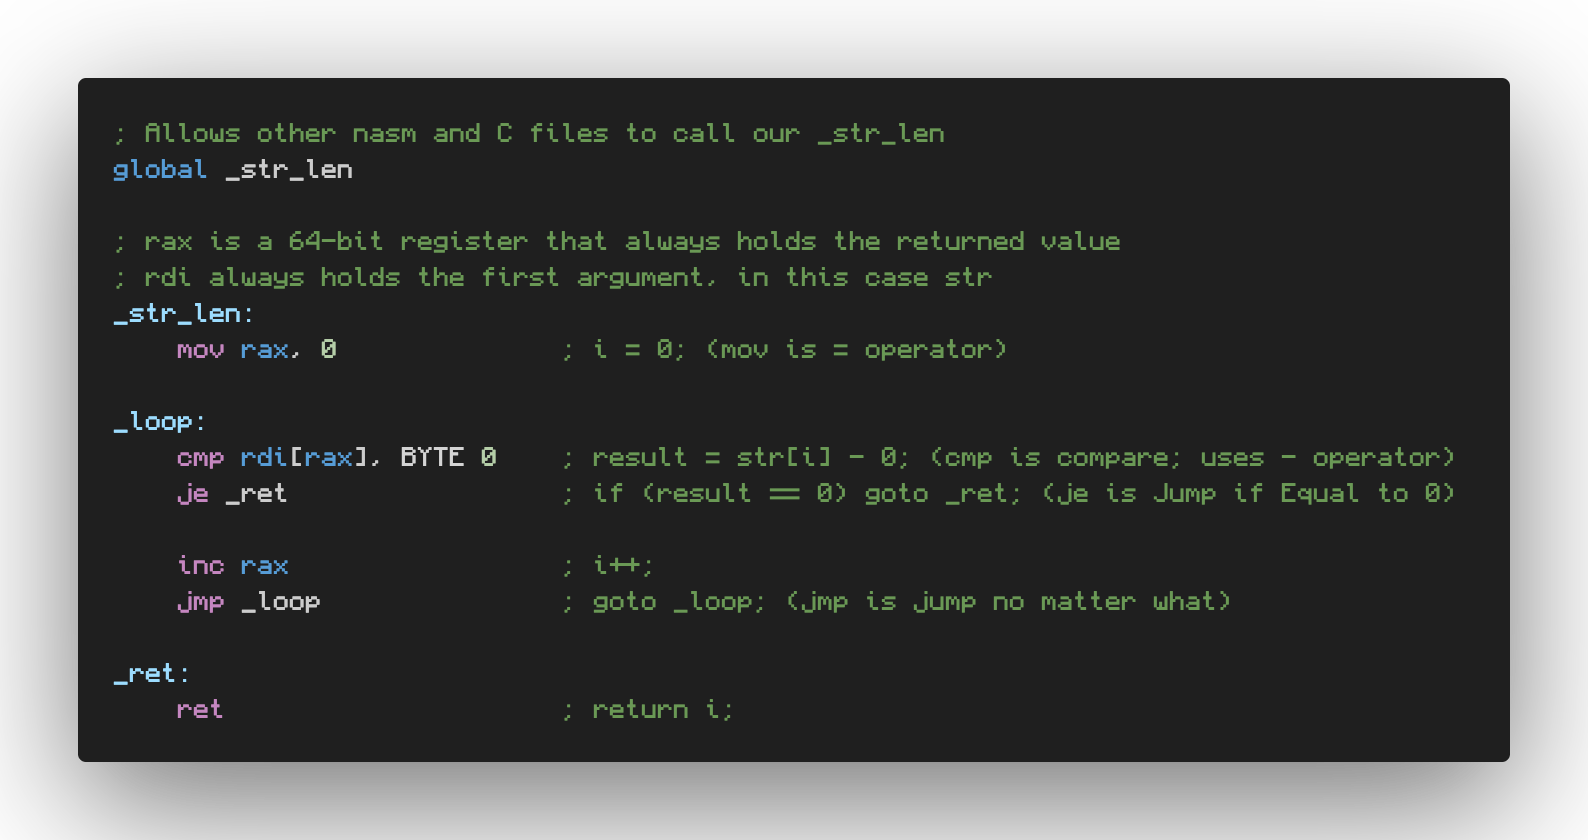 ; Allows other nasm and C files to call our _str_len
global _str_len
; rax is a 64-bit register that always holds the returned value
; rdi always holds the first argument, in this case str
_str_len:
mov rax, 0 ; i = 0; (mov is = operator)
_loop:
cmp rdi[rax], BYTE 0 ; result = str[i] - 0; (cmp is compare; uses - operator)
je _ret ; if (result == 0) goto _ret; (je is Jump if Equal to 0)
inc rax ; i++;
jmp _loop ; goto _loop; (jmp is jump no matter what)
_ret:
ret ; return i;